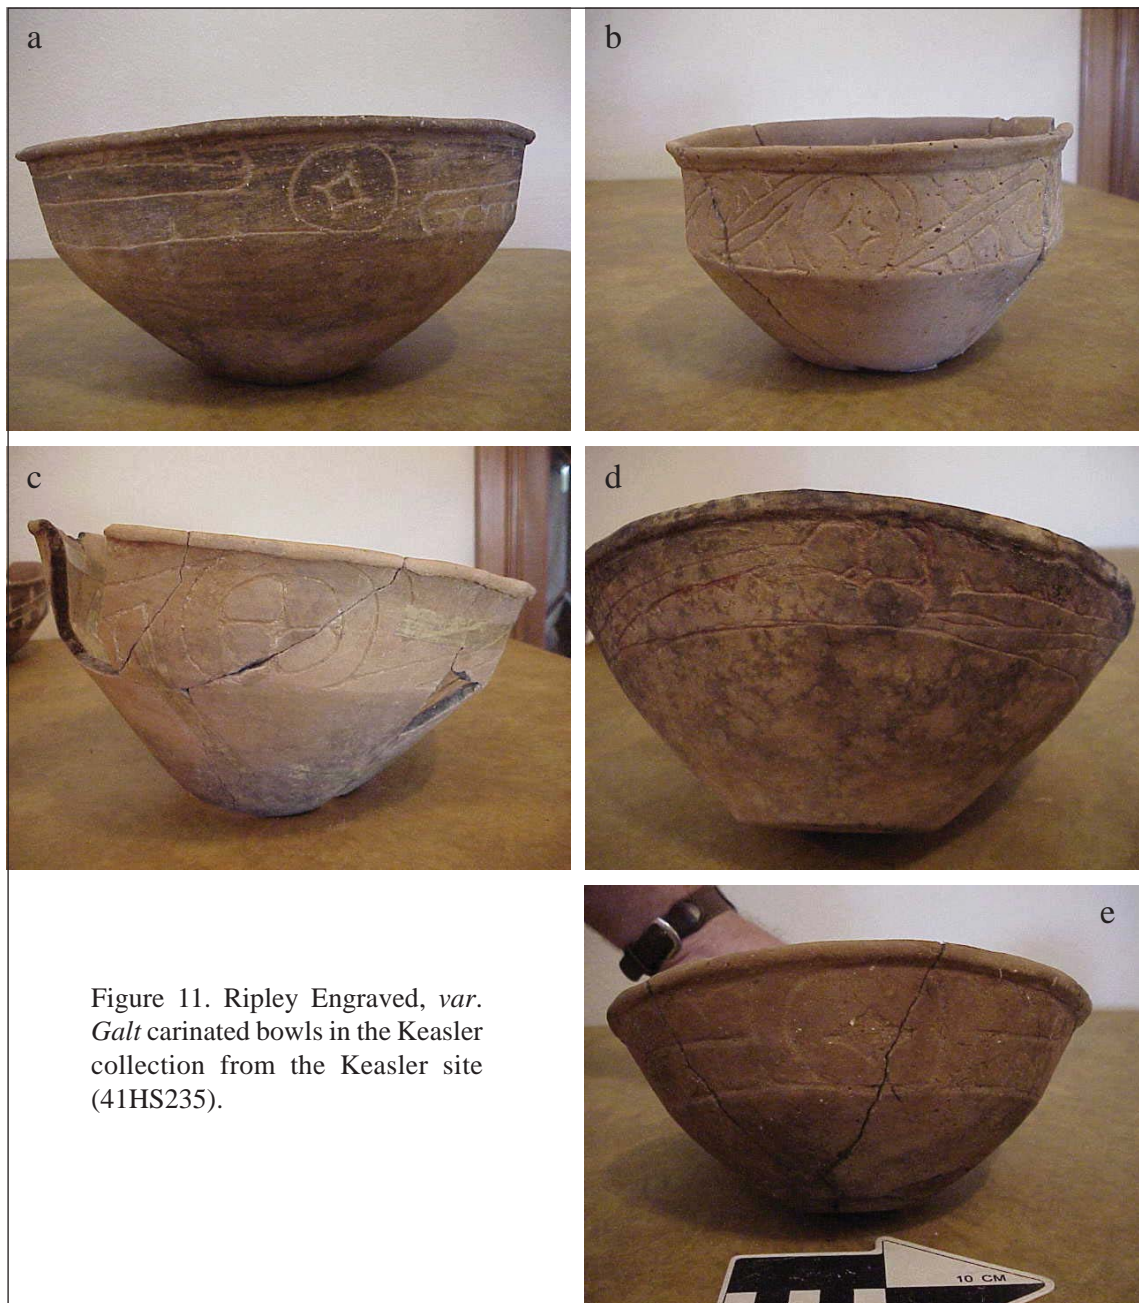 a
b
c
d
e
Figure 11. Ripley Engraved, var.
Galt carinated bowls in the Keasler
collection from the Keasler site
(41HS235).
10 CM